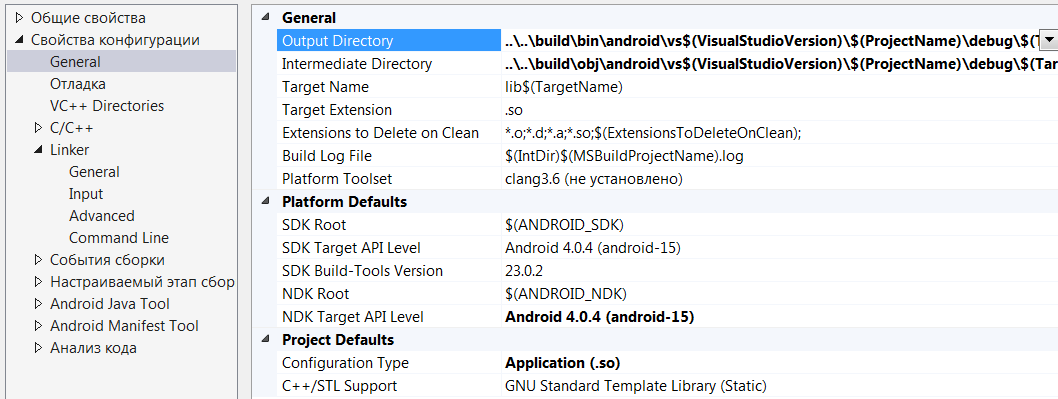 Общие свойства
Свойства конфигурации
General
Отладка
VC++ Directories
C/C++
Linker
General
Input
Advanced
Command Line
События сборки
Настраиваемый этап сбор
Android Java Tool
Android Manifest Tool
Анализ кода
General
Output Directory ..\..\build\bin\android\vs$(VisualStudioVersion)\$(ProjectName)\debug\$(T
Intermediate Directory ..\..\build\obj\android\vs$(VisualStudioVersion)\$(ProjectName)\debug\$(Tar
Target Name lib$(TargetName)
Target Extension .so
Extensions to Delete on Clean *.o;*.d;*.a;*.so;$(ExtensionsToDeleteOnClean);
Build Log File $(IntDir)$(MSBuildProjectName).log
Platform Toolset clang3.6 (не установлено)
Platform Defaults
SDK Root $(ANDROID_SDK)
SDK Target API Level Android 4.0.4 (android-15)
SDK Build-Tools Version 23.0.2
NDK Root $(ANDROID_NDK)
NDK Target API Level Android 4.0.4 (android-15)
Project Defaults
Configuration Type Application (.so)
C++/STL Support GNU Standard Template Library (Static)